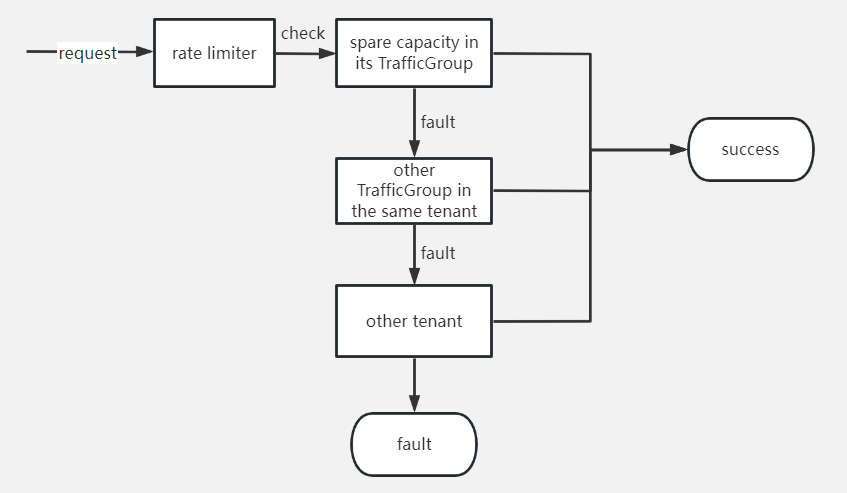 request
rate limiter
check
spare capacity in
its TrafficGroup
fault
other
TrafficGroup in
the same tenant
fault
other tenant
fault
success